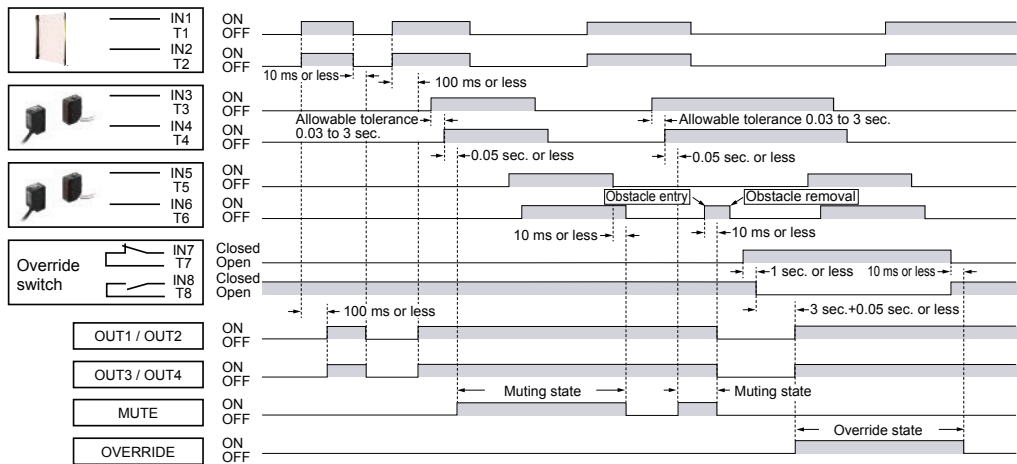 IN1
T1
IN2
T2
ON
OFF
ON
OFF
10 ms or less
100 ms or less
IN3
T3
IN4
T4
ON
OFF
ON
OFF
Allowable tolerance
0.03 to 3 sec.
Allowable tolerance 0.03 to 3 sec.
0.05 sec. or less
0.05 sec. or less
IN5
T5
IN6
T6
ON
OFF
ON
OFF
Obstacle entry
Obstacle removal
10 ms or less
10 ms or less
Override
switch
IN7
T7
IN8
T8
Closed
Open
Closed
Open
1 sec. or less
10 ms or less
100 ms or less
3 sec.+0.05 sec. or less
OUT1 / OUT2
ON
OFF
OUT3 / OUT4
ON
OFF
Muting state
Muting state
MUTE
ON
OFF
Override state
OVERRIDE
ON
OFF